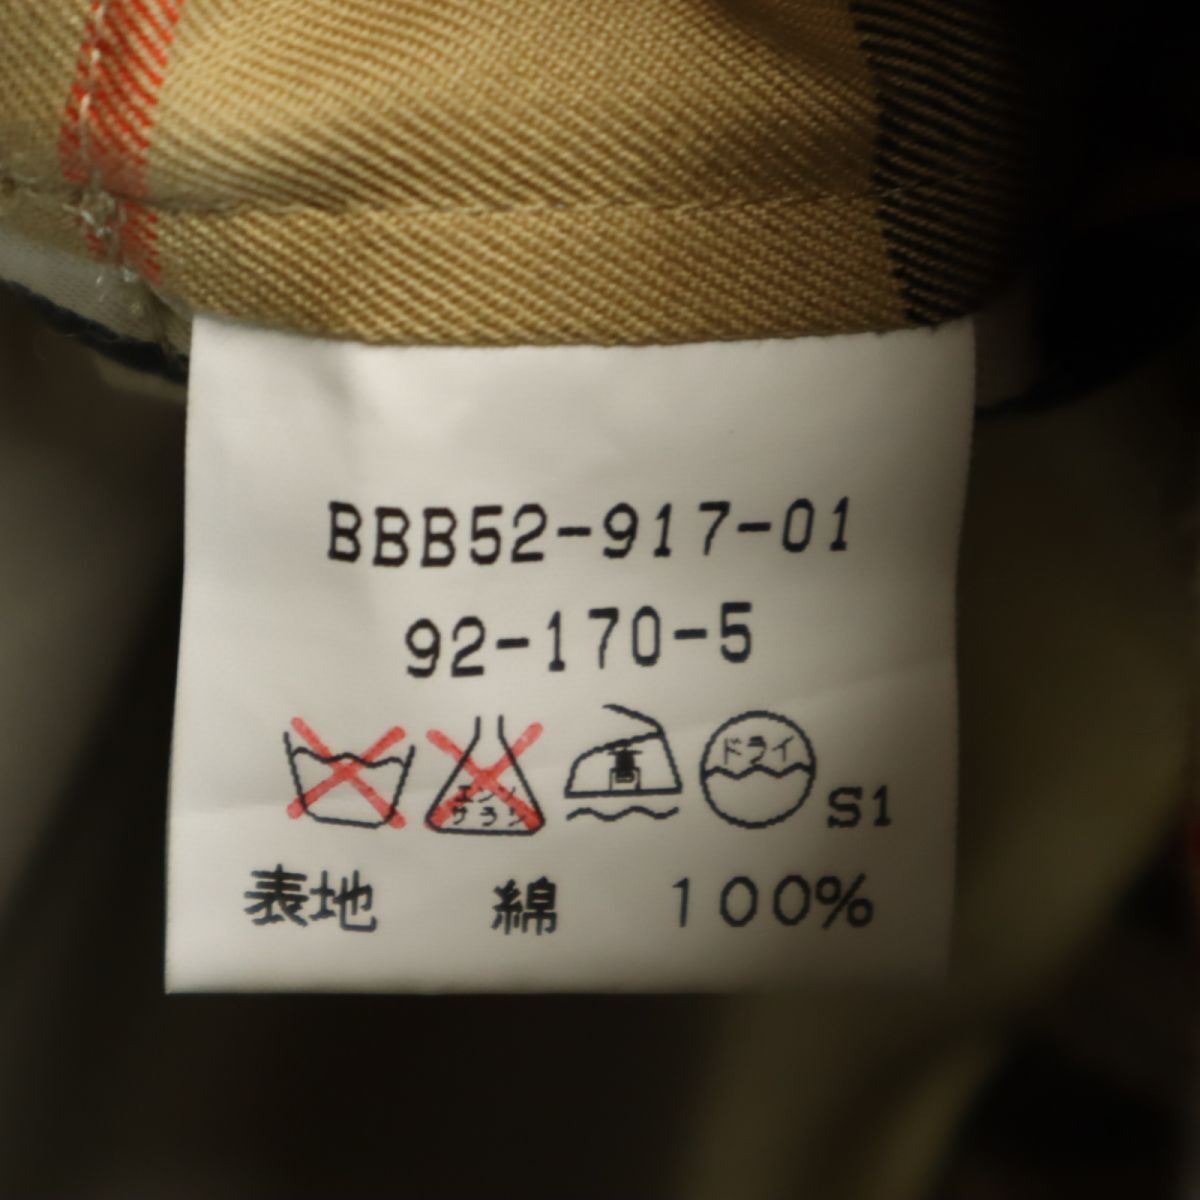 BBB52-917-01
92-170-5
エンソ
サラシ
高
ドライ
S1
表地 綿 100%